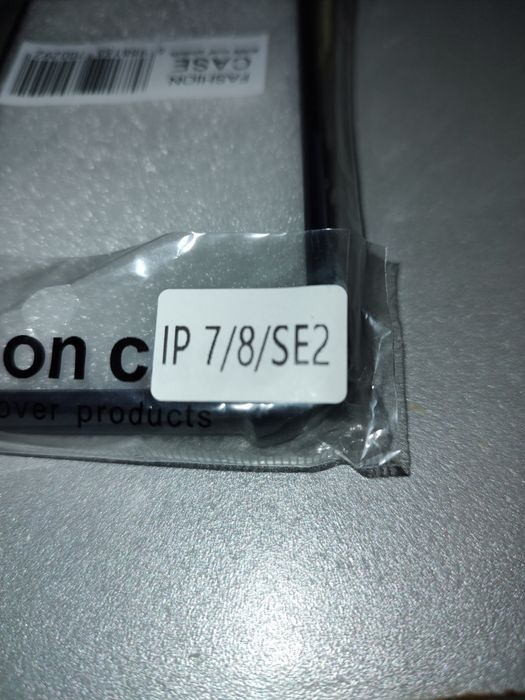 FASHION
CASE
IP 7/8/SE2
on c
over products